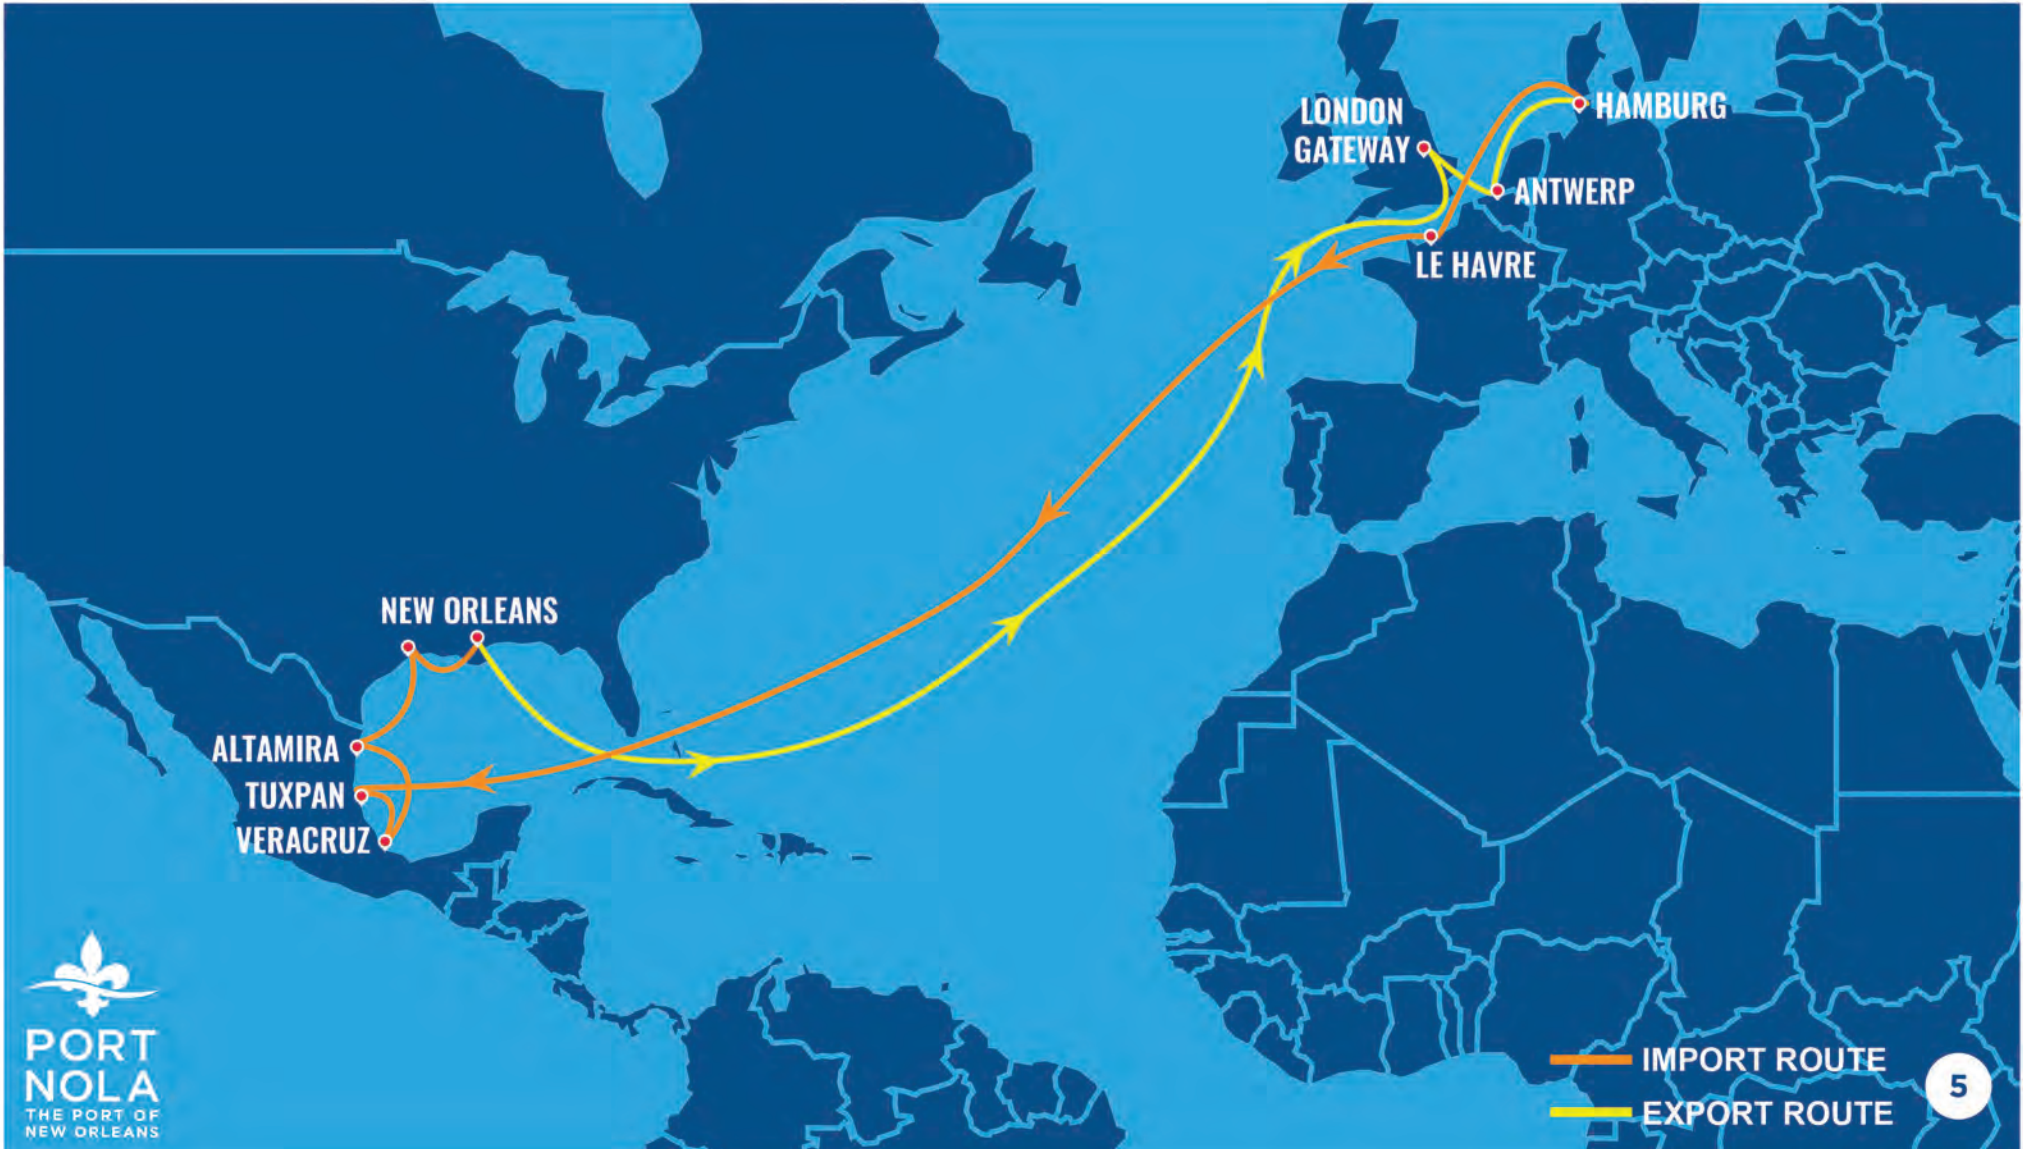 LONDON
GATEWAY
HAMBURG
ANTWERP
LE HAVRE
NEW ORLEANS
ALTAMIRA
TUXPAN
VERACRUZ
PORT
NOLA
THE PORT OF
NEW ORLEANS
IMPORT ROUTE
EXPORT ROUTE
5